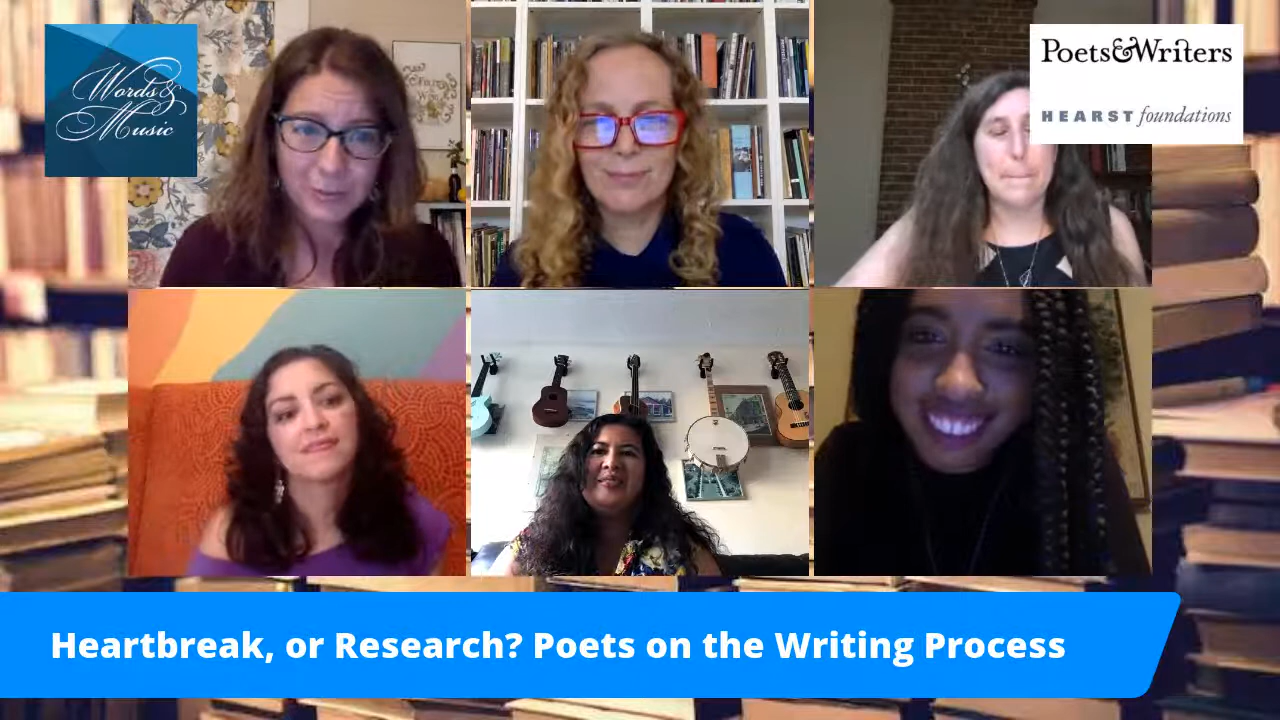 Words &
Music
Poets & Writers
HEARST foundations
Heartbreak, or Research? Poets on the Writing Process